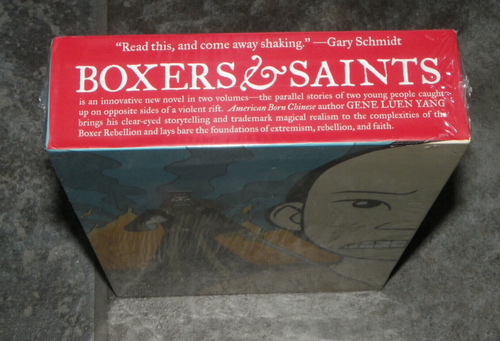 “Read this, and come away shaking.” —Gary Schmidt
BOXERS & SAINTS
is an innovative new novel in two volumes—the parallel stories of two young people caught
up on opposite sides of a violent rift. American Born Chinese author GENE LUEN YANG
brings his clear-eyed storytelling and trademark magical realism to the complexities of the
Boxer Rebellion and lays bare the foundations of extremism, rebellion, and faith.